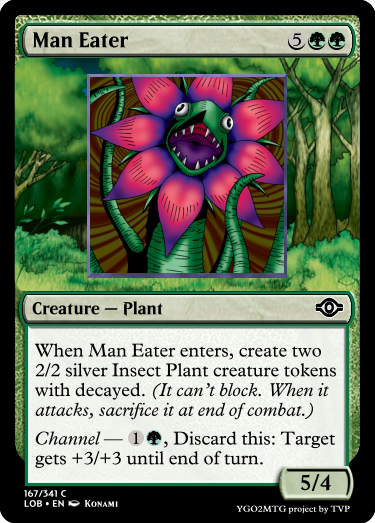 Man Eater 5
Creature — Plant
When Man Eater enters, create two
2/2 silver Insect Plant creature tokens
with decayed. (It can't block. When it
attacks, sacrifice it at end of combat.)
Channel — 1, Discard this: Target
gets +3/+3 until end of turn.
5/4
167/341 C
LOB • EN Konami
YGO2MTG project by TVP